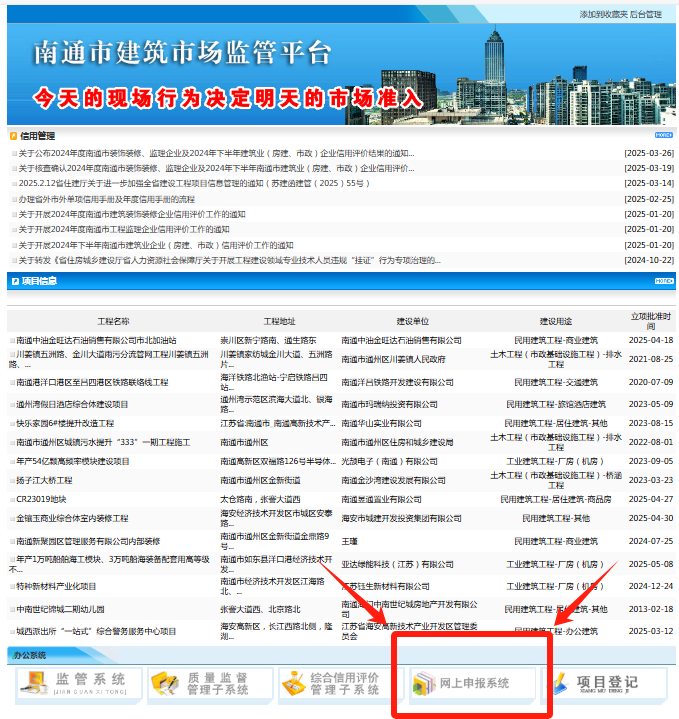 添加到收藏夹 后台管理
南通市建筑市场监管平台
今天的现场行为决定明天的市场准入
信用管理 MORE
关于公布2024年度南通市装饰装修、监理企业及2024年下半年建筑业（房建、市政）企业信用评价结果的通知... [2025-03-26]
关于核查确认2024年度南通市装饰装修、监理企业及2024年下半年南通市建筑业（房建、市政）企业信用评价... [2025-03-19]
2025.2.12省住建厅关于进一步加强全省建设工程项目信息管理的通知（苏建函建管（2025）55号） [2025-03-14]
办理省外市外单项信用手册及年度信用手册的流程 [2025-02-25]
关于开展2024年度南通市建筑装饰装修企业信用评价工作的通知 [2025-01-20]
关于开展2024年度南通市工程监理企业信用评价工作的通知 [2025-01-20]
关于开展2024年下半年南通市建筑业企业（房建、市政）信用评价工作的通知 [2025-01-20]
关于转发《省住房城乡建设厅省人力资源社会保障厅关于开展工程建设领域专业技术人员违规“挂证”行为专项治理的... [2024-10-22]
项目信息 MORE
工程名称 工程地址 建设单位 建设用途 立项批准时间
南通中油金旺达石油销售有限公司市北加油站 崇川区新宁路南、通生路东 南通中油金旺达石油销售有限公司 民用建筑工程-商业建筑 2025-04-18
川姜镇五洲路、金川大道雨污分流管网工程川姜镇五洲路、... 川姜镇家纺城金川大道、五洲路片... 南通市通州区川姜镇人民政府 土木工程（市政基础设施工程）-排水工程 2021-08-25
南通港洋口港区至吕四港区铁路联络线工程 海洋铁路北渔站-宁启铁路吕四站... 南通洋吕铁路开发建设有限公司 民用建筑工程-交通建筑 2020-07-09
通州湾假日酒店综合体建设项目 通州湾示范区滨海大道北、银海路... 南通市玛瑞纳投资有限公司 民用建筑工程-旅馆酒店建筑 2023-05-09
快乐家园6#楼提升改造工程 江苏省:南通市_南通高新技术产... 南通华山实业有限公司 民用建筑工程-居住建筑-其他 2023-08-15
南通市通州区城镇污水提升“333”一期工程施工 南通市通州区 南通市通州区住房和城乡建设局 土木工程（市政基础设施工程）-排水工程 2022-08-01
年产54亿颗高频率模块建设项目 南通高新区双福路126号半导体... 光颉电子（南通）有限公司 工业建筑工程-厂房（机房） 2023-09-05
扬子江大桥工程 南通市通州区金新街道 南通金沙湾建设发展有限公司 土木工程（市政基础设施工程）-桥涵工程 2023-03-23
CR23019地块 太仓路南，张謇大道西 南通昱通置业有限公司 民用建筑工程-居住建筑-商品房 2025-04-27
金镶玉商业综合体室内装修工程 海安经济技术开发区市城区安泰路... 海安市城建开发投资集团有限公司 民用建筑工程-其他 2025-04-30
南通新聚园区管理服务有限公司内部装修 南通市通州区金新街道金鼎路9号... 王瑾 民用建筑工程-商业建筑 2024-07-25
年产1万吨船舶海工模块、3万吨船海装备配套用高等级不... 南通市如东县洋口港经济技术开发... 亚达绿能科技（江苏）有限公司 工业建筑工程-厂房（机房） 2025-05-08
特种新材料产业化项目 南通市经济技术开发区江海路北、... 江苏钰生新材料有限公司 工业建筑工程-厂房（机房） 2024-12-24
中南世纪锦城二期幼儿园 张謇大道西、北京路北 南通海门中南世纪城房地产开发有限公司 民用建筑工程-居住建筑-其他 2013-02-18
城西派出所“一站式”综合警务服务中心项目 海安高新区，长江西路北侧，隆湖... 江苏省海安高新技术产业开发区管理委员会 民用建筑工程-办公建筑 2025-03-12
办公系统
监管系统
JIAN GUAN XI TONG
质量监督
管理子系统
综合信用评价
管理子系统
网上申报系统
项目登记
XIANG MU DENG JI